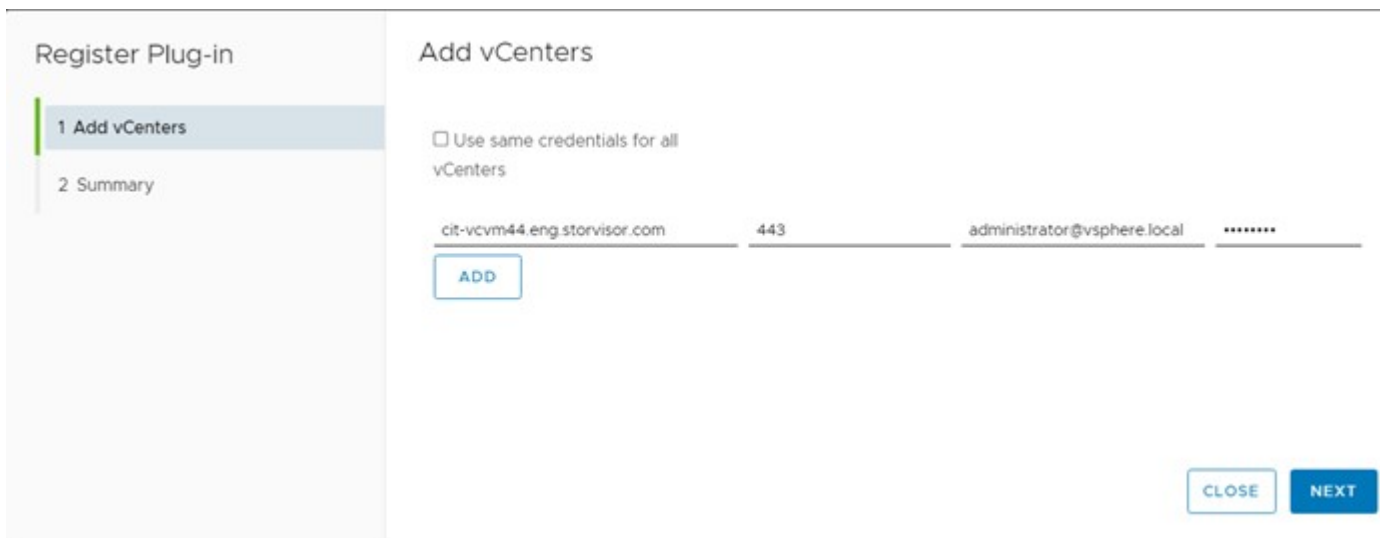 Register Plug-in
1 Add vCenters
2 Summary
Add vCenters
Use same credentials for all
vCenters
cit-vcvm44.eng.storvisor.com 443 administrator@vsphere.local ••••••••
ADD
CLOSE NEXT